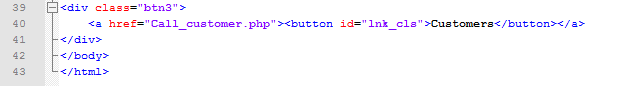 39 <div class="btn3">
40 <a href="Call_customer.php"><button id="lnk_cls">Customers</button></a>
41 </div>
42 </body>
43 </html>